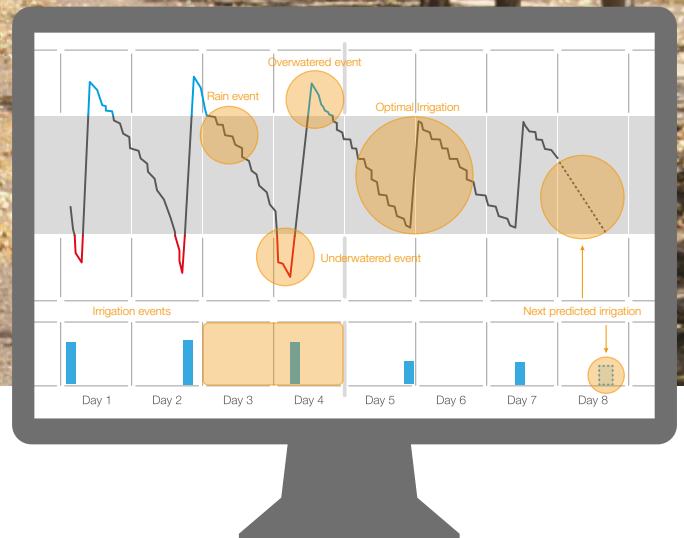 Overwatered event
Rain event
Optimal Irrigation
Underwatered event
Irrigation events
Next predicted irrigation
Day 1
Day 2
Day 3
Day 4
Day 5
Day 6
Day 7
Day 8